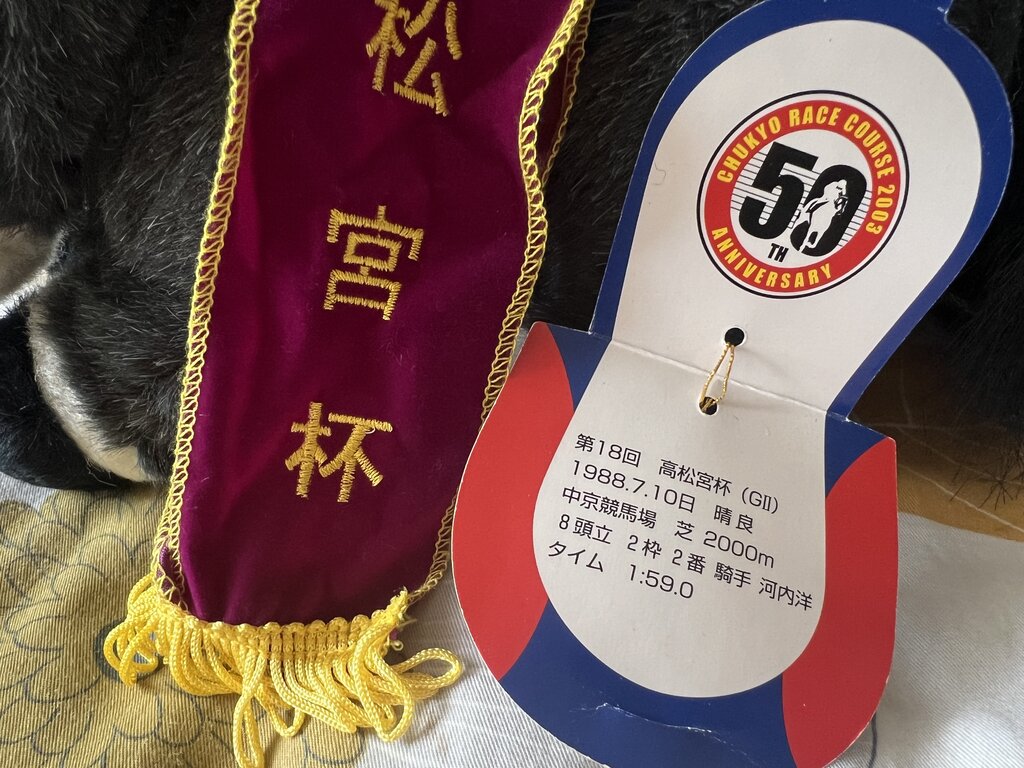 松
宮
杯
CHUKYO RACE COURSE 2003
50
TH
ANNIVERSARY
第18回 高松宮杯 (GII)
1988.7.10日 晴良
中京競馬場 芝 2000m
8頭立 2枠 2番 騎手 河内洋
タイム 1:59.0